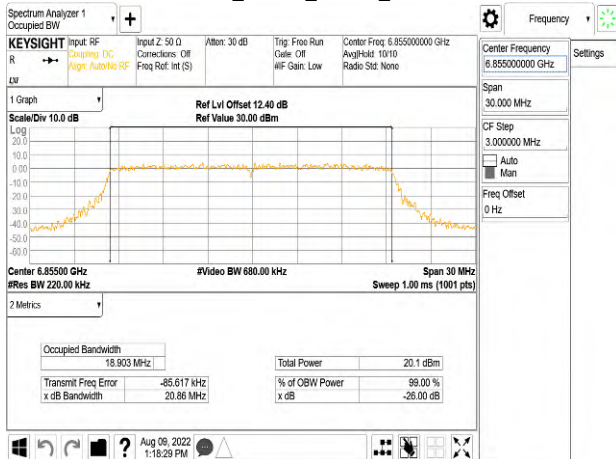 Spectrum Analyzer 1
Occupied BW
Frequency
KEYSIGHT
R
Input: RF
Coupling: DC
Align: Auto/No RF
Input Z: 50 Ω
Corrections: Off
Freq Ref: Int (S)
Atten: 30 dB
Trig: Free Run
Gate: Off
#IF Gain: Low
Center Freq: 6.855000000 GHz
Avg|Hold: 10/10
Radio Std: None
LXI
Center Frequency
6.855000000 GHz
Settings
Span
30.000 MHz
CF Step
3.000000 MHz
Auto
Man
Freq Offset
0 Hz
1 Graph
Scale/Div 10.0 dB
Ref Lvl Offset 12.40 dB
Ref Value 30.00 dBm
Log
20.0
10.0
0.00
-10.0
-20.0
-30.0
-40.0
-50.0
-60.0
Center 6.85500 GHz
#Res BW 220.00 kHz
#Video BW 680.00 kHz
Span 30 MHz
Sweep 1.00 ms (1001 pts)
2 Metrics
Occupied Bandwidth
18.903 MHz
Transmit Freq Error -85.617 kHz
x dB Bandwidth 20.86 MHz
Total Power 20.1 dBm
% of OBW Power 99.00 %
x dB -26.00 dB
?
Aug 09, 2022
1:18:29 PM